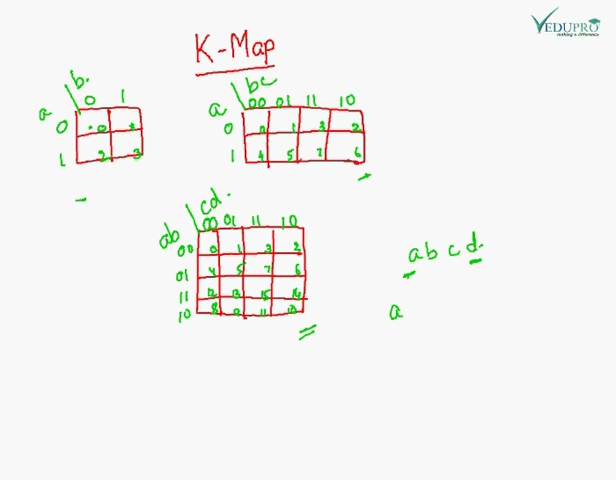 VEDUPRO
making a difference
K-Map
b.
a
0 1
0 0 1
1 2 3
bc
a
00 01 11 10
0 0 1 3 2
1 4 5 7 6
cd.
ab
00 01 11 10
00 0 1 3 2
01 4 5 7 6
11 12 13 15 14
10 8 9 11 10
a b c d.
a